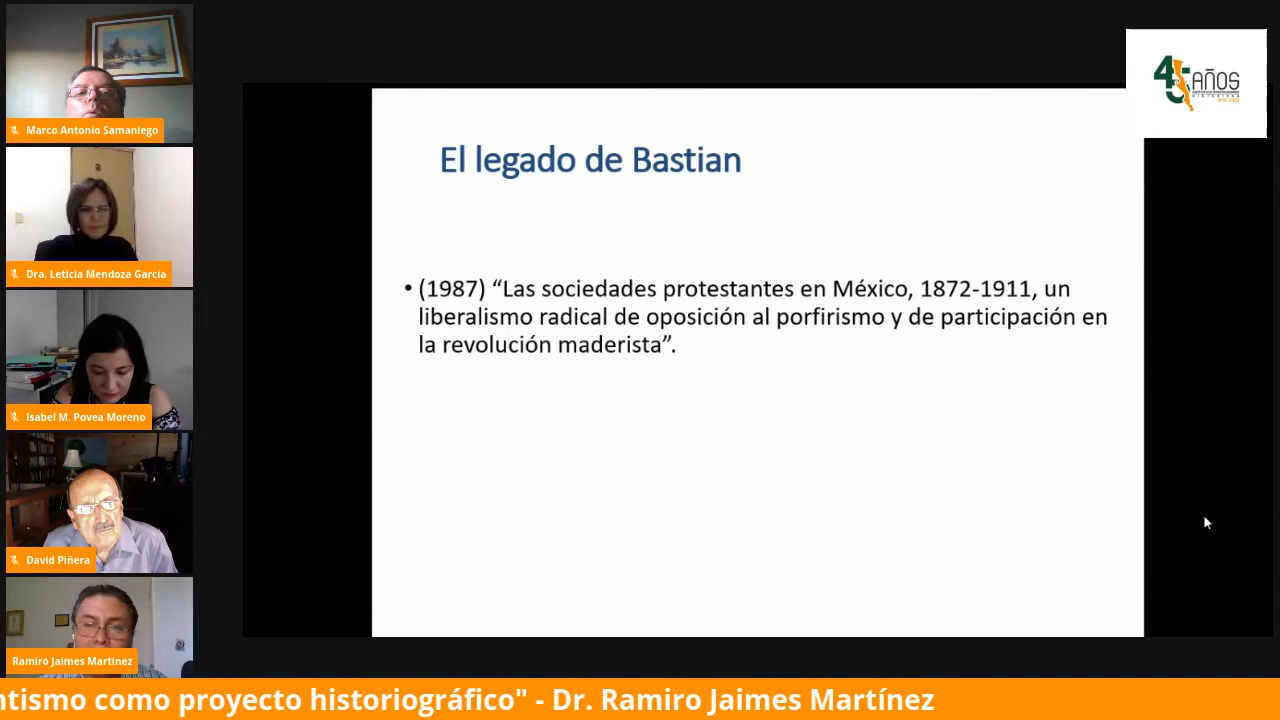 Marco Antonio Samaniego
Dra. Leticia Mendoza Garcia
Isabel M. Povea Moreno
David Piñera
Ramiro Jaimes Martínez
45 AÑOS
El legado de Bastian
• (1987) “Las sociedades protestantes en México, 1872-1911, un
liberalismo radical de oposición al porfirismo y de participación en
la revolución maderista”.
ntismo como proyecto historiográfico" - Dr. Ramiro Jaimes Martínez